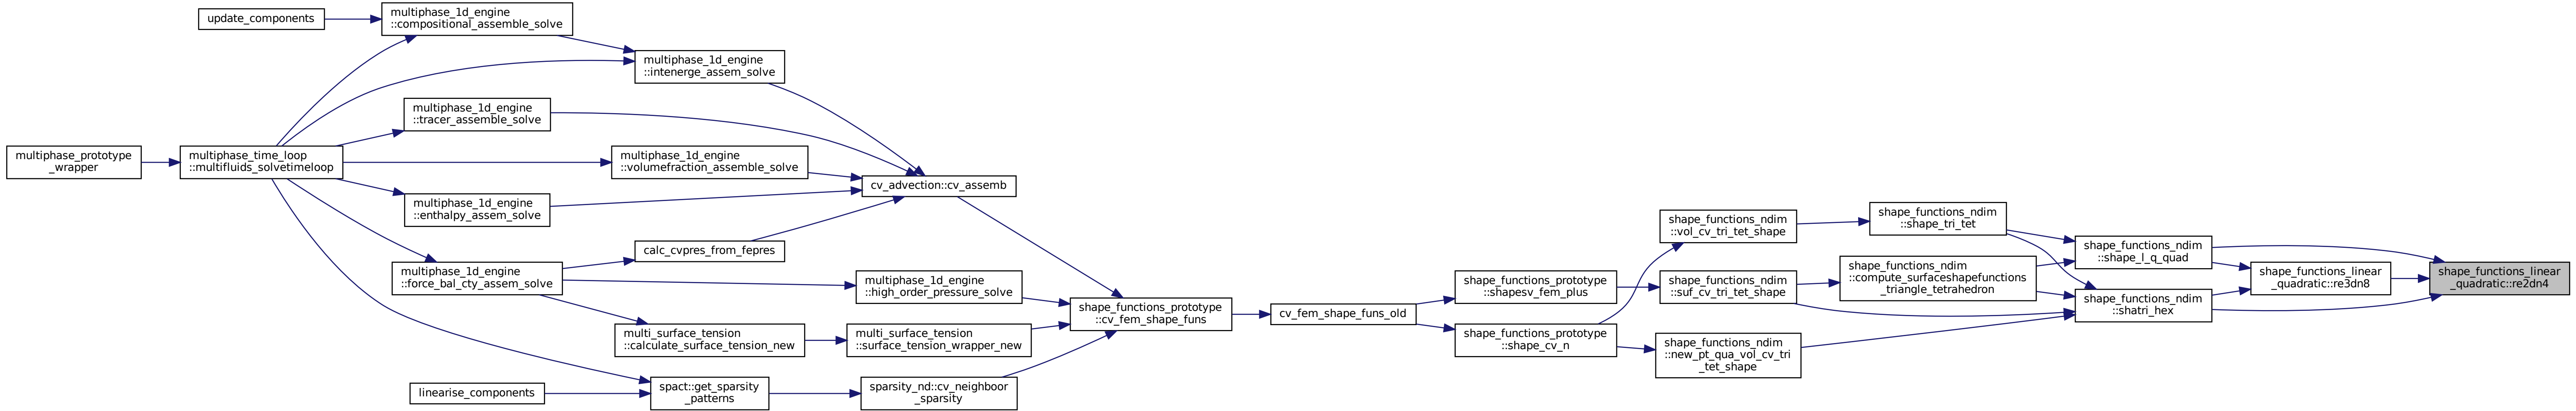 update_components
multiphase_1d_engine
::compositional_assemble_solve
multiphase_1d_engine
::intenerge_assem_solve
multiphase_1d_engine
::tracer_assemble_solve
multiphase_prototype
_wrapper
multiphase_time_loop
::multifluids_solvetimeloop
multiphase_1d_engine
::volumefraction_assemble_solve
cv_advection::cv_assemb
multiphase_1d_engine
::enthalpy_assem_solve
calc_cvpres_from_fepres
multiphase_1d_engine
::force_bal_cty_assem_solve
multiphase_1d_engine
::high_order_pressure_solve
multi_surface_tension
::calculate_surface_tension_new
multi_surface_tension
::surface_tension_wrapper_new
linearise_components
spact::get_sparsity
_patterns
sparsity_nd::cv_neighboor
_sparsity
shape_functions_prototype
::cv_fem_shape_funs
cv_fem_shape_funs_old
shape_functions_prototype
::shapesv_fem_plus
shape_functions_prototype
::shape_cv_n
shape_functions_ndim
::vol_cv_tri_tet_shape
shape_functions_ndim
::suf_cv_tri_tet_shape
shape_functions_ndim
::new_pt_qua_vol_cv_tri
_tet_shape
shape_functions_ndim
::shape_tri_tet
shape_functions_ndim
::compute_surfaceshapefunctions
_triangle_tetrahedron
shape_functions_ndim
::shape_l_q_quad
shape_functions_ndim
::shatri_hex
shape_functions_linear
_quadratic::re3dn8
shape_functions_linear
_quadratic::re2dn4